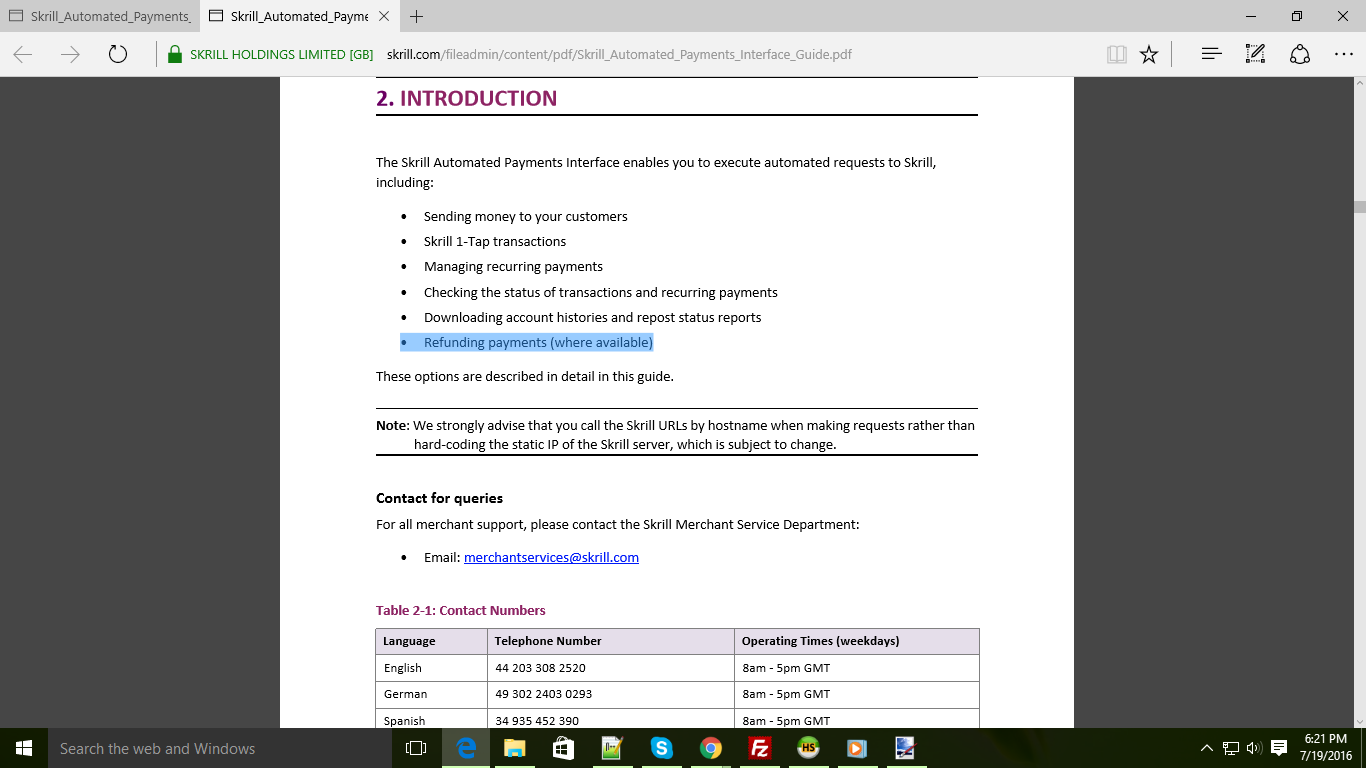 Skrill_Automated_Payments_
Skrill_Automated_Payme
SKRILL HOLDINGS LIMITED [GB] skrill.com/fileadmin/content/pdf/Skrill_Automated_Payments_Interface_Guide.pdf
2. INTRODUCTION
The Skrill Automated Payments Interface enables you to execute automated requests to Skrill,
including:
• Sending money to your customers
• Skrill 1-Tap transactions
• Managing recurring payments
• Checking the status of transactions and recurring payments
• Downloading account histories and repost status reports
• Refunding payments (where available)
These options are described in detail in this guide.
Note: We strongly advise that you call the Skrill URLs by hostname when making requests rather than
hard-coding the static IP of the Skrill server, which is subject to change.
Contact for queries
For all merchant support, please contact the Skrill Merchant Service Department:
• Email: merchantservices@skrill.com
Table 2-1: Contact Numbers
Language Telephone Number Operating Times (weekdays)
English 44 203 308 2520 8am - 5pm GMT
German 49 302 2403 0293 8am - 5pm GMT
Spanish 34 935 452 390 8am - 5pm GMT
Search the web and Windows
HS
6:21 PM
7/19/2016